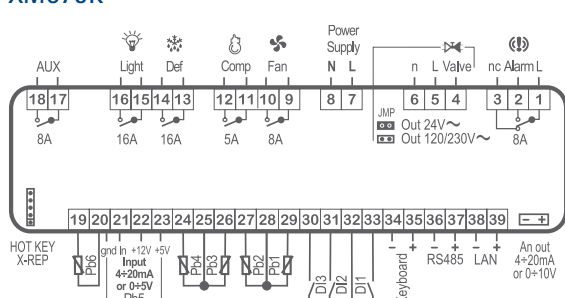 Power
Supply
AUX Light Def Comp Fan N L n L Valve nc Alarm L
18 17 16 15 14 13 12 11 10 9 8 7 6 5 4 3 2 1
8A 16A 16A 5A 8A JMP Out 24V～ 8A
Out 120/230V～
19 20 21 22 23 24 25 26 27 28 29 30 31 32 33 34 35 36 37 38 39 - +
HOT KEY
X-REP
gnd In +12V +5V
Pb6
Input
4÷20mA
or 0÷5V
Pb4 Pb3 Pb2 Pb1
DI3 DI2 DI1
- + - + - +
Keyboard RS485 LAN
An out
4÷20mA
or 0÷10V